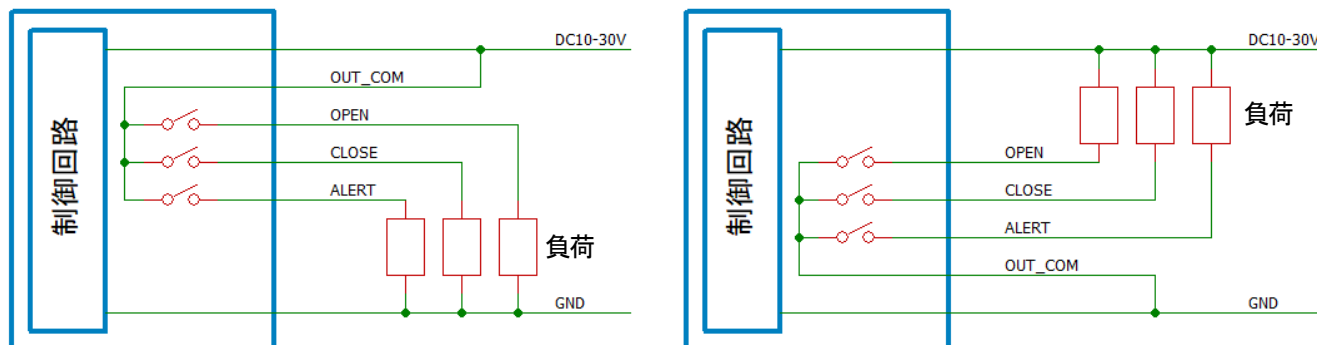 制御回路
DC10-30V
OUT_COM
OPEN
CLOSE
ALERT
負荷
GND
制御回路
DC10-30V
負荷
OPEN
CLOSE
ALERT
OUT_COM
GND